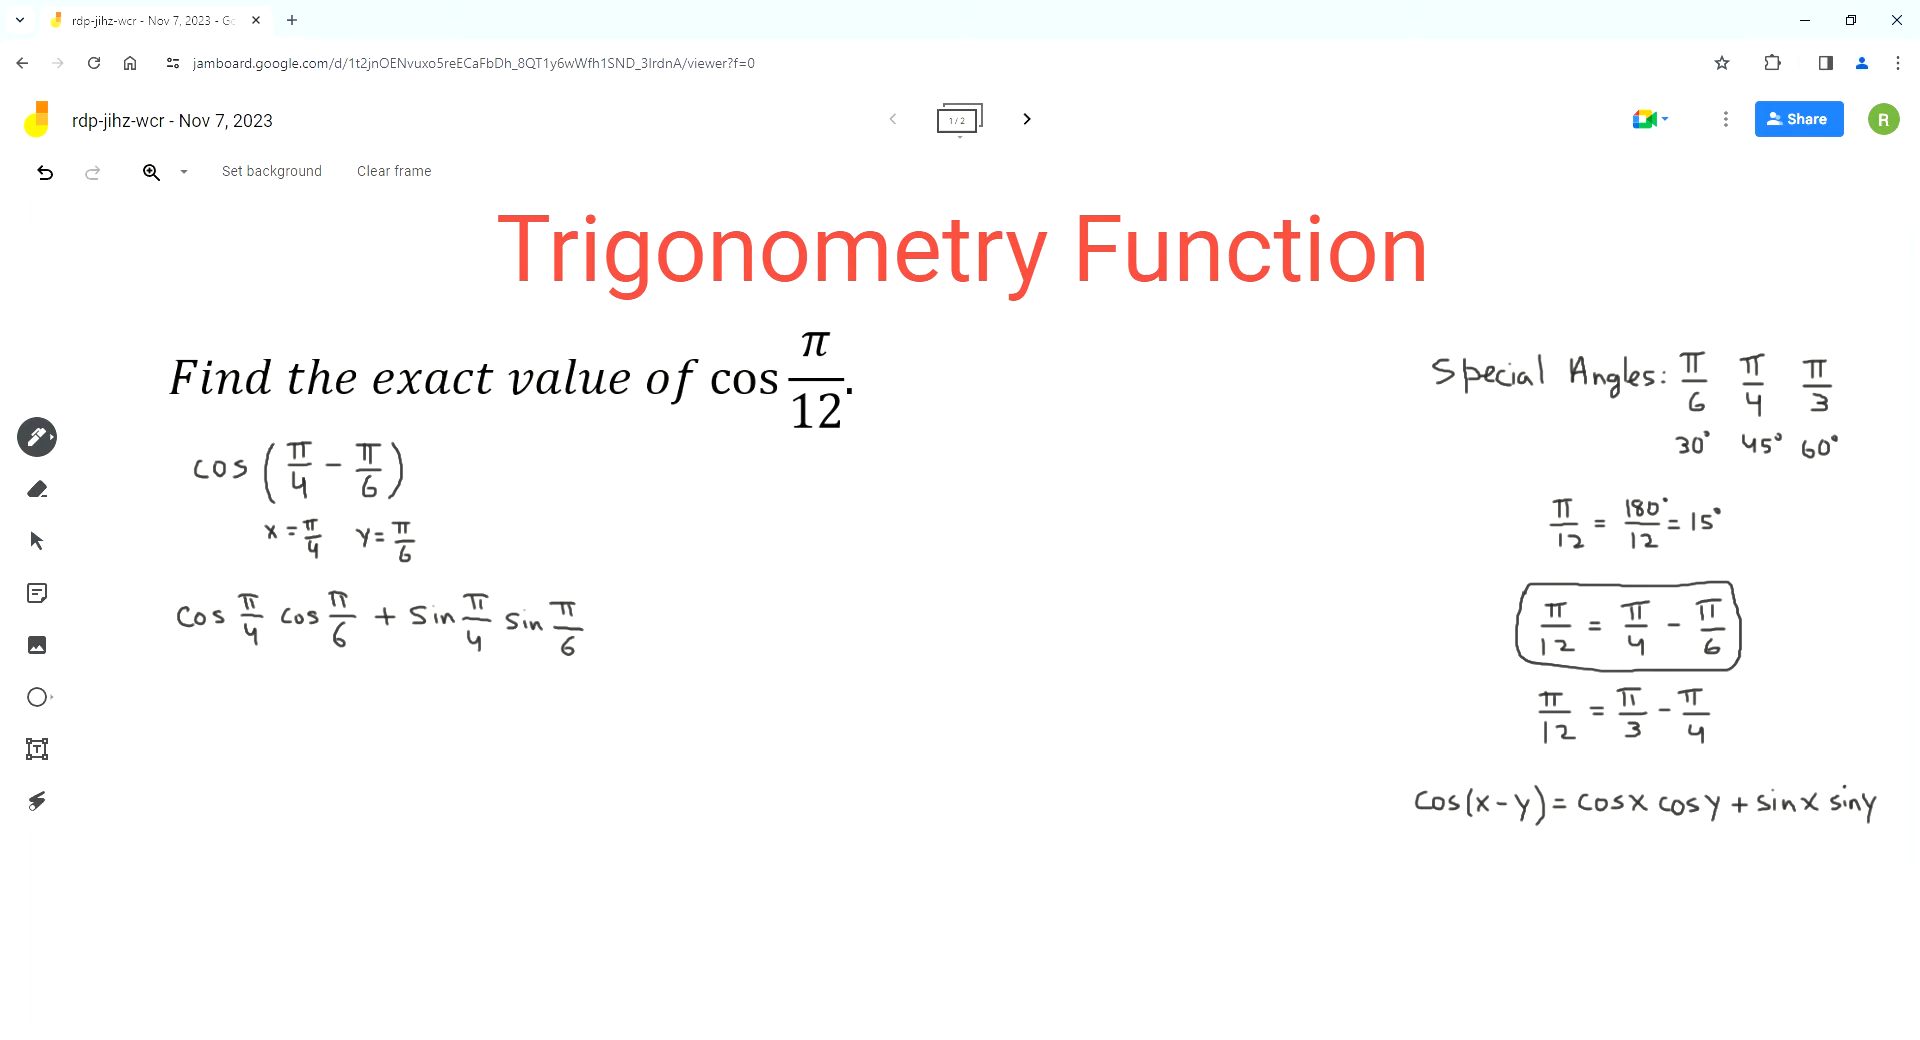 rdp-jihz-wcr - Nov 7, 2023 - Go
jamboard.google.com/d/1t2jnOENvuxo5reECaFbDh_8QT1y6wWfh1SND_3lrdnA/viewer?f=0
rdp-jihz-wcr - Nov 7, 2023
1 / 2
Share
R
Set background
Clear frame
Trigonometry Function
Find the exact value of cos π/12.
cos (π/4 - π/6)
x = π/4 y = π/6
cos π/4 cos π/6 + sin π/4 sin π/6
Special Angles: π/6 π/4 π/3
30° 45° 60°
π/12 = 180°/12 = 15°
π/12 = π/4 - π/6
π/12 = π/3 - π/4
cos(x-y) = cosx cosy + sinx siny